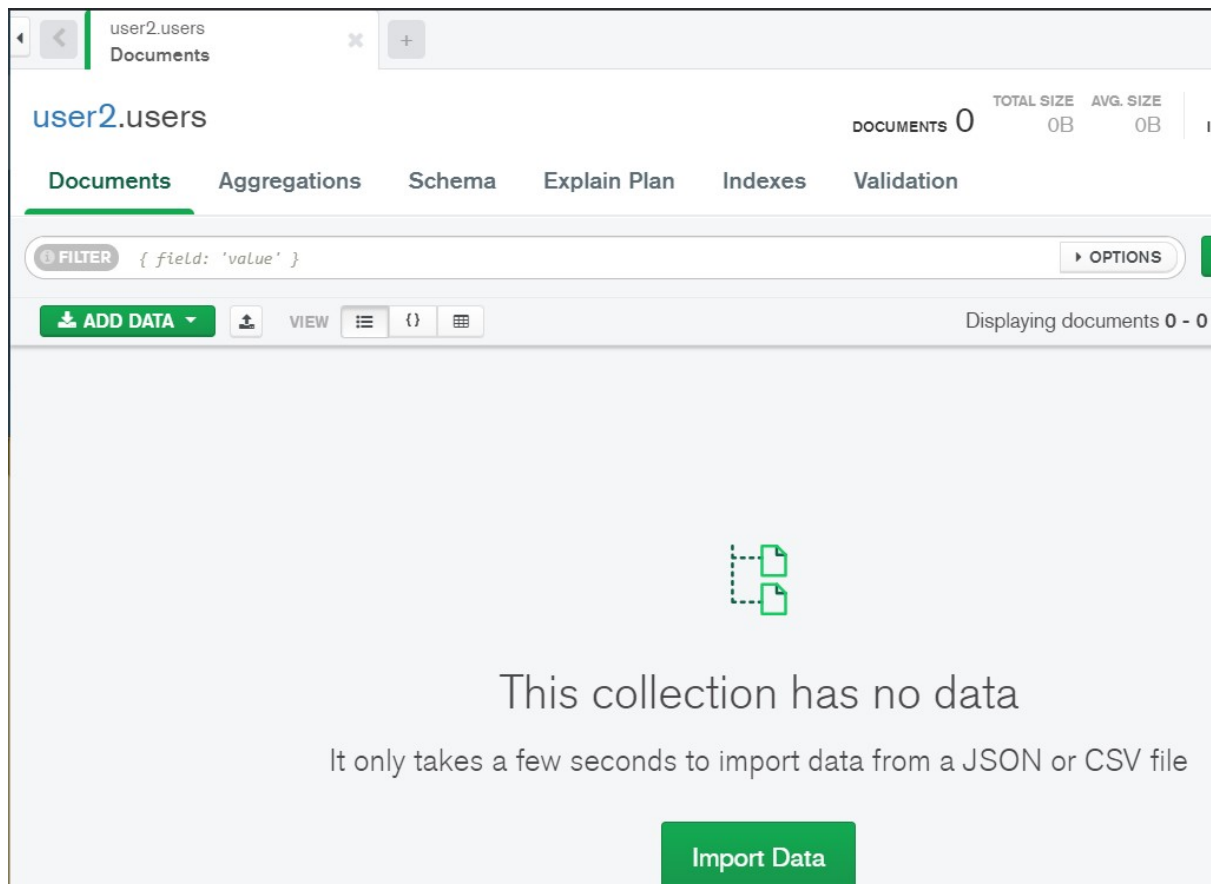 user2.users
Documents
user2.users
DOCUMENTS 0
TOTAL SIZE
0B
AVG. SIZE
0B
Documents Aggregations Schema Explain Plan Indexes Validation
FILTER { field: 'value' } OPTIONS
ADD DATA VIEW {} Displaying documents 0 - 0
This collection has no data
It only takes a few seconds to import data from a JSON or CSV file
Import Data